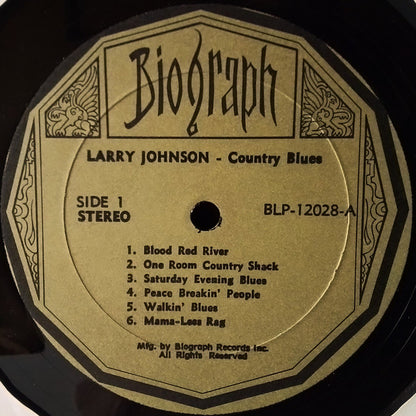 Biograph
LARRY JOHNSON - Country Blues
SIDE 1
STEREO
BLP-12028-A
1. Blood Red River
2. One Room Country Shack
3. Saturday Evening Blues
4. Peace Breakin' People
5. Walkin' Blues
6. Mama-Less Rag
Mfg. by Biograph Records Inc.
All Rights Reserved